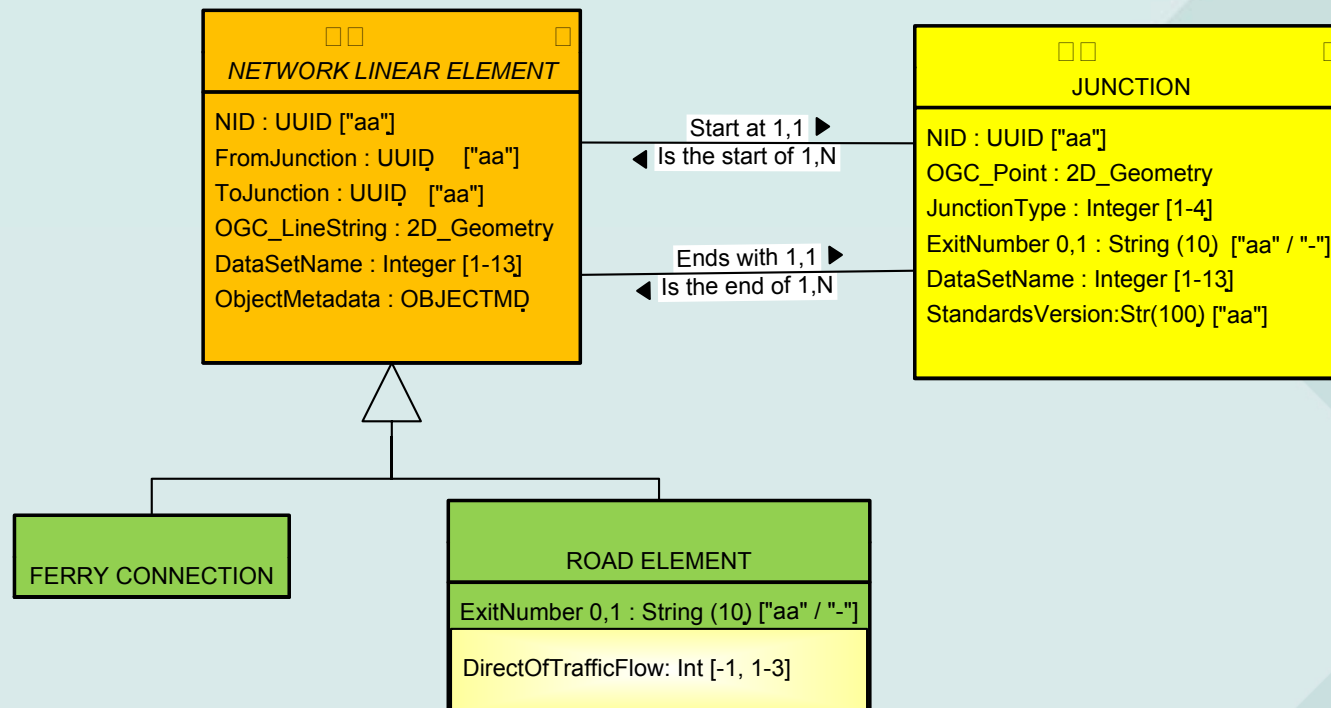 NETWORK LINEAR ELEMENT
NID : UUID ["aa"]
FromJunction : UUID ["aa"]
ToJunction : UUID ["aa"]
OGC_LineString : 2D_Geometry
DataSetName : Integer [1-13]
ObjectMetadata : OBJECTMD
Start at 1,1 ▶
◀ Is the start of 1,N
Ends with 1,1 ▶
◀ Is the end of 1,N
JUNCTION
NID : UUID ["aa"]
OGC_Point : 2D_Geometry
JunctionType : Integer [1-4]
ExitNumber 0,1 : String (10) ["aa" / "-"]
DataSetName : Integer [1-13]
StandardsVersion:Str(100) ["aa"]
FERRY CONNECTION
ROAD ELEMENT
ExitNumber 0,1 : String (10) ["aa" / "-"]
DirectOfTrafficFlow: Int [-1, 1-3]